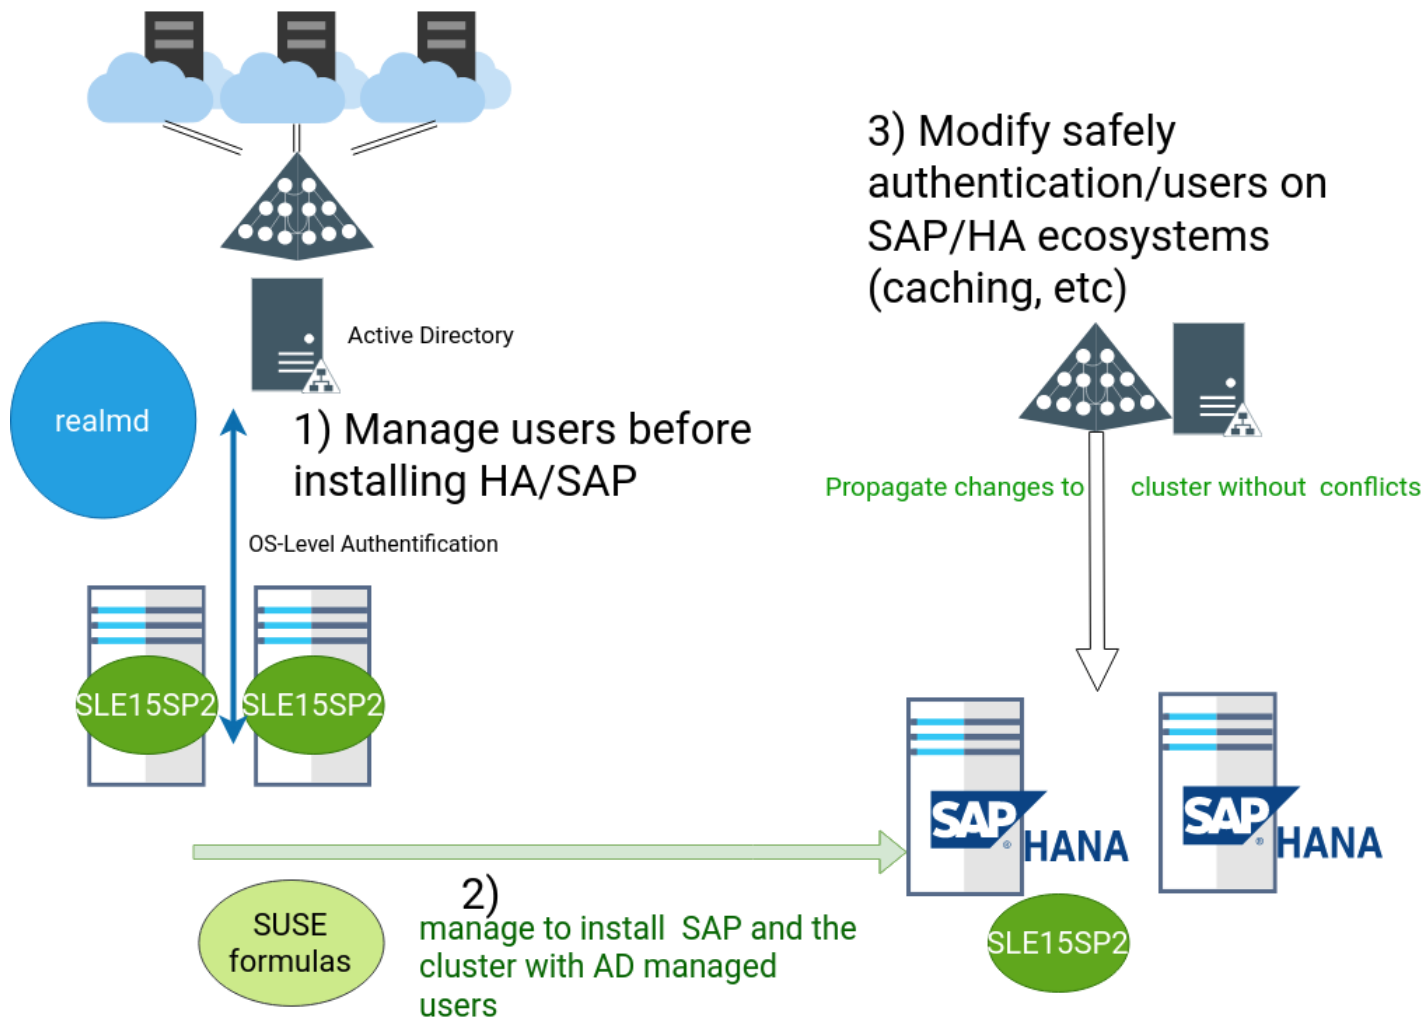 3) Modify safely
authentication/users on
SAP/HA ecosystems
(caching, etc)
Active Directory
realmd
1) Manage users before
installing HA/SAP
Propagate changes to
cluster without conflicts
OS-Level Authentification
SLE15SP2
SLE15SP2
SAP
®
HANA
SAP
®
HANA
2)
SUSE
formulas
manage to install SAP and the
cluster with AD managed
users
SLE15SP2